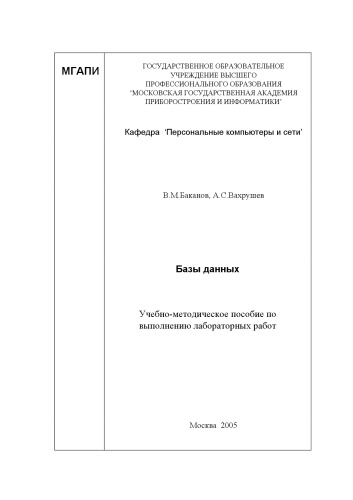 МГАПИ
ГОСУДАРСТВЕННОЕ ОБРАЗОВАТЕЛЬНОЕ
УЧРЕЖДЕНИЕ ВЫСШЕГО
ПРОФЕССИОНАЛЬНОГО ОБРАЗОВАНИЯ
"МОСКОВСКАЯ ГОСУДАРСТВЕННАЯ АКАДЕМИЯ
ПРИБОРОСТРОЕНИЯ И ИНФОРМАТИКИ"
Кафедра 'Персональные компьютеры и сети'
В.М.Баканов, А.С.Вахрушев
Базы данных
Учебно-методическое пособие по
выполнению лабораторных работ
Москва 2005